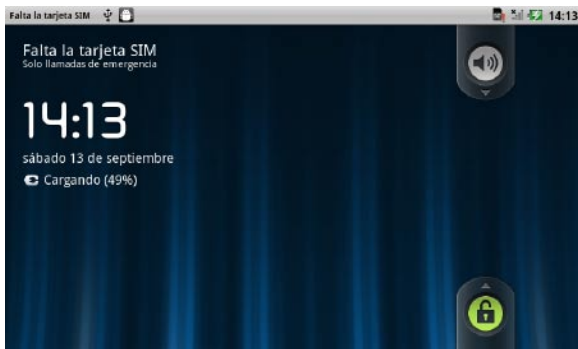 Falta la tarjeta SIM 14:13
Falta la tarjeta SIM
Solo llamadas de emergencia
14:13
sábado 13 de septiembre
Cargando (49%)